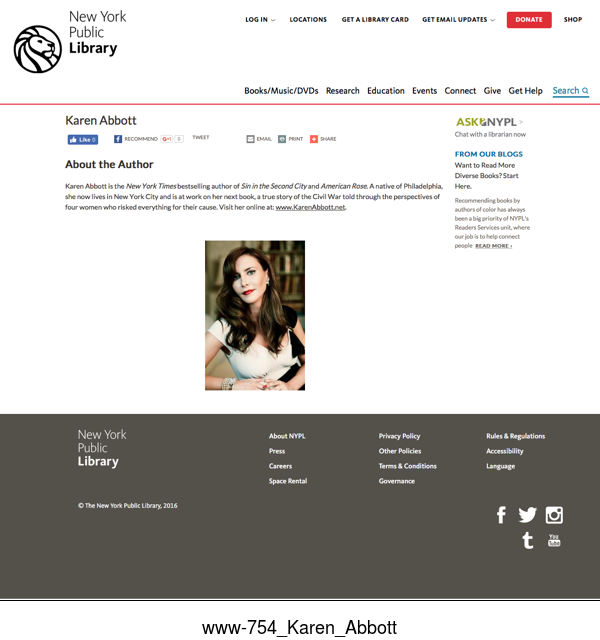 New York
Public
Library
LOG IN
LOCATIONS
GET A LIBRARY CARD
GET EMAIL UPDATES
DONATE
SHOP
Books/Music/DVDs Research Education Events Connect Give Get Help Search
Karen Abbott
Like 0
RECOMMEND
G+1 0
TWEET
EMAIL
PRINT
SHARE
About the Author
Karen Abbott is the New York Times bestselling author of Sin in the Second City and American Rose. A native of Philadelphia,
she now lives in New York City and is at work on her next book, a true story of the Civil War told through the perspectives
of four women who risked everything for their cause. Visit her online at: www.KarenAbbott.net.
ASK NYPL >
Chat with a librarian now
FROM OUR BLOGS
Want to Read More
Diverse Books? Start
Here.
Recommending books by
authors of color has always
been a big priority of NYPL's
Readers Services unit, where
our job is to help connect
people READ MORE ›
New York
Public
Library
About NYPL
Press
Careers
Space Rental
Privacy Policy
Other Policies
Terms & Conditions
Governance
Rules & Regulations
Accessibility
Language
© The New York Public Library, 2016
You
Tube
www-754_Karen_Abbott